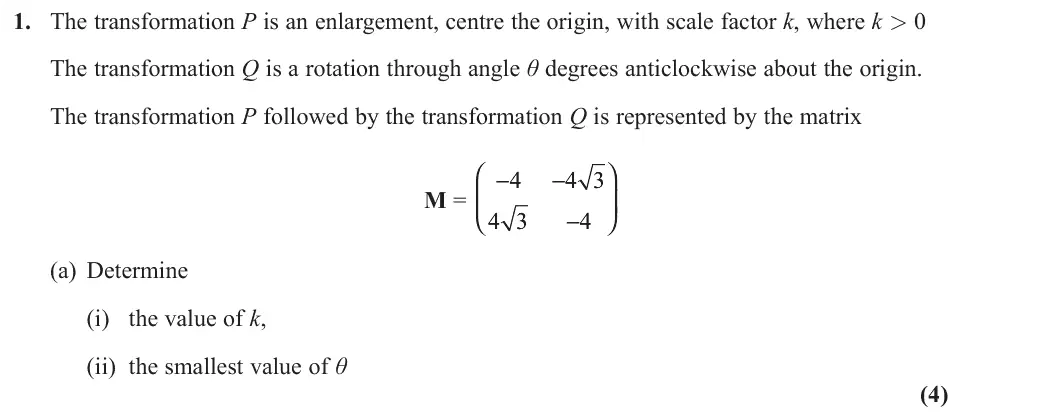 1. The transformation P is an enlargement, centre the origin, with scale factor k, where k > 0
The transformation Q is a rotation through angle θ degrees anticlockwise about the origin.
The transformation P followed by the transformation Q is represented by the matrix
M = ( −4 −4√3
4√3 −4 )
(a) Determine
(i) the value of k,
(ii) the smallest value of θ
(4)